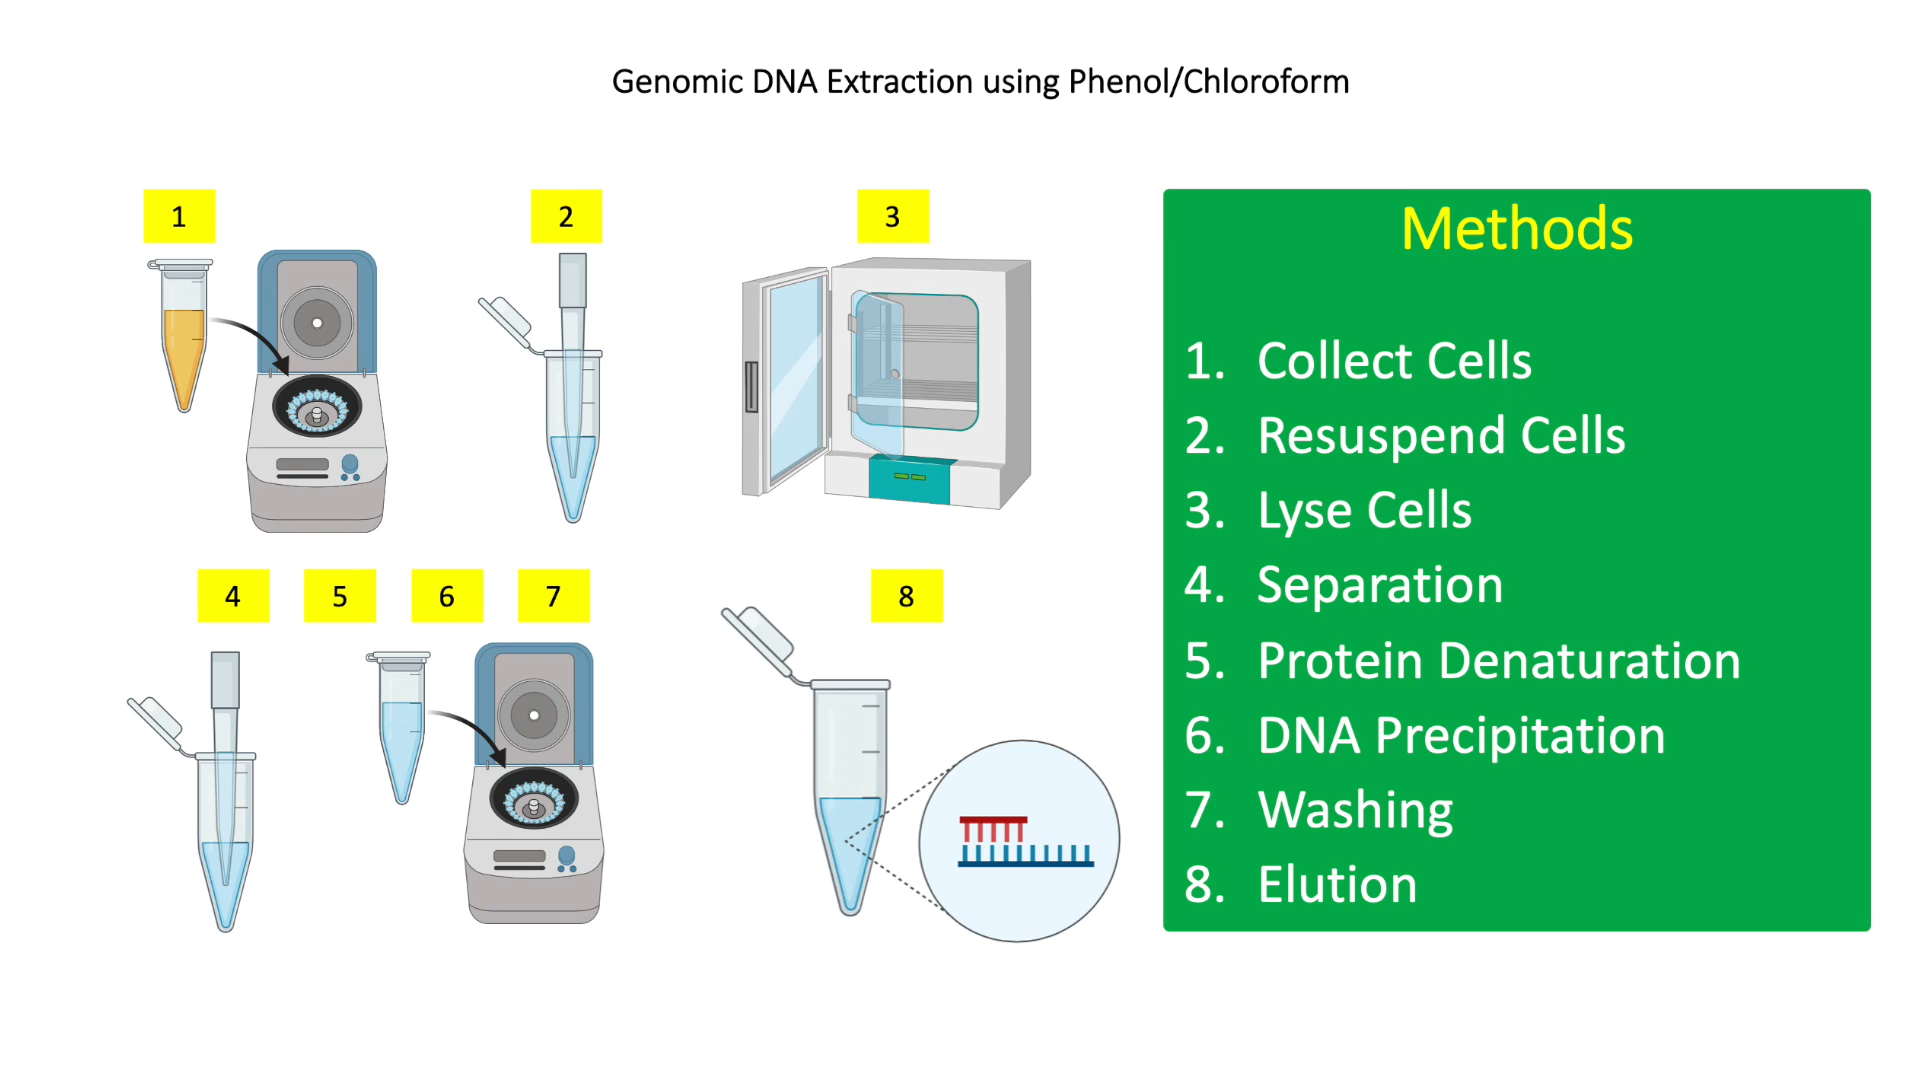 Genomic DNA Extraction using Phenol/Chloroform
1
2
3
4
5
6
7
8
Methods
1. Collect Cells
2. Resuspend Cells
3. Lyse Cells
4. Separation
5. Protein Denaturation
6. DNA Precipitation
7. Washing
8. Elution